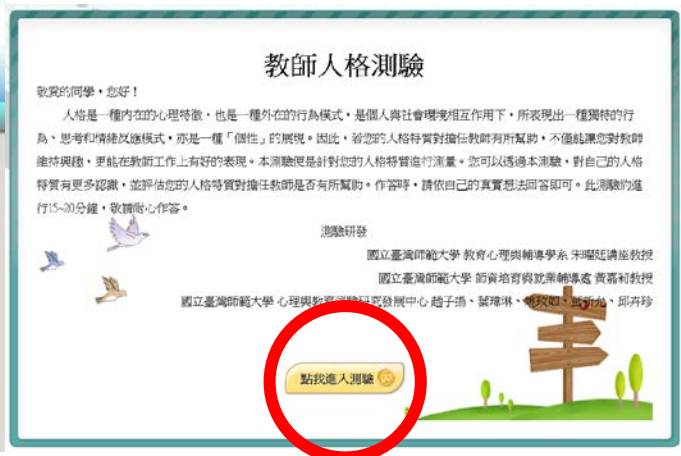 教師人格測驗
敬愛的同學，您好！
人格是一種內在的心理特徵，也是一種外在的行為模式，是個人與社會環境相互作用下，所表現出一種獨特的行
為、思考和情緒反應模式，亦是一種「個性」的展現。因此，若您的人格特質對擔任教師有所幫助，不僅能讓您對教師
維持興趣，更能在教師工作上有好的表現。本測驗便是針對您的人格特質進行測量。您可以透過本測驗，對自己的人格
特質有更多認識，並評估您的人格特質對擔任教師是否有所幫助。作答時，請依自己的真實想法回答即可。此測驗約進
行15~20分鐘，敬請耐心作答。
測驗研發
國立臺灣師範大學 教育心理與輔導學系 宋曜廷講座教授
國立臺灣師範大學 師資培育與就業輔導處 黃嘉莉教授
國立臺灣師範大學 心理與教育測驗研究發展中心 趙子揚、葉瑋琳、、邱卉珍
點我進入測驗